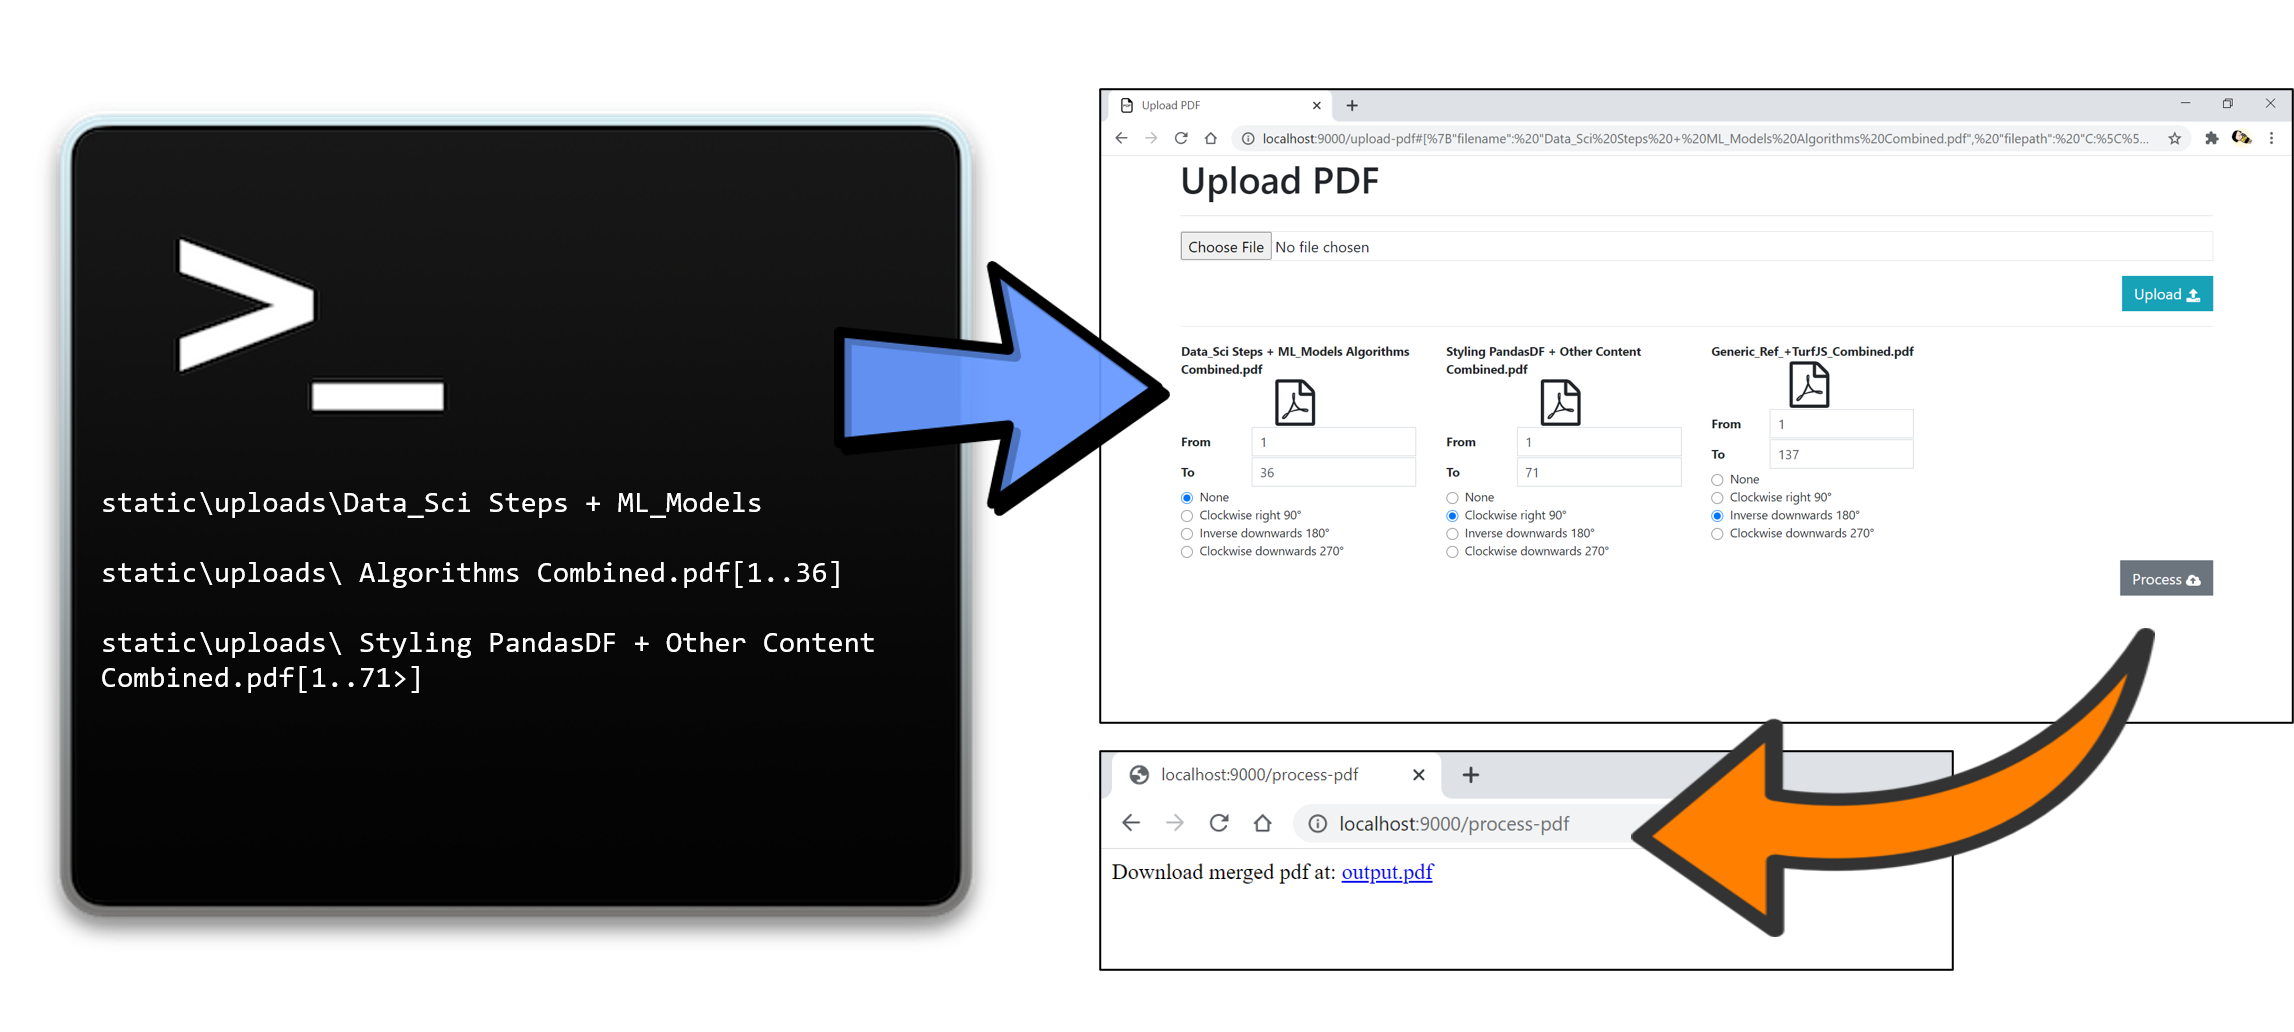 >_
static\uploads\Data_Sci Steps + ML_Models
static\uploads\ Algorithms Combined.pdf[1..36]
static\uploads\ Styling PandasDF + Other Content
Combined.pdf[1..71>]
Upload PDF
localhost:9000/upload-pdf#[%7B"filename":%20"Data_Sci%20Steps%20+%20ML_Models%20Algorithms%20Combined.pdf",%20"filepath":%20"C:%5C%5...
Upload PDF
Choose File No file chosen
Upload
Data_Sci Steps + ML_Models Algorithms
Combined.pdf
From 1
To 36
None
Clockwise right 90°
Inverse downwards 180°
Clockwise downwards 270°
Styling PandasDF + Other Content
Combined.pdf
From 1
To 71
None
Clockwise right 90°
Inverse downwards 180°
Clockwise downwards 270°
Generic_Ref_+TurfJS_Combined.pdf
From 1
To 137
None
Clockwise right 90°
Inverse downwards 180°
Clockwise downwards 270°
Process
localhost:9000/process-pdf
localhost:9000/process-pdf
Download merged pdf at: output.pdf